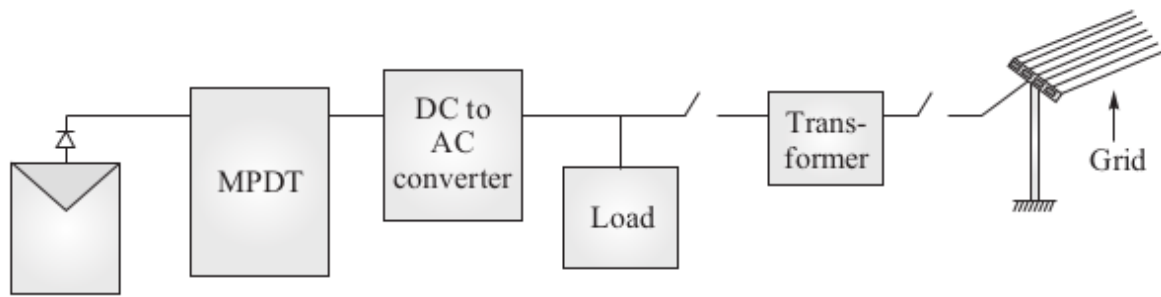 MPDT
DC to
AC
converter
Load
Trans-
former
Grid